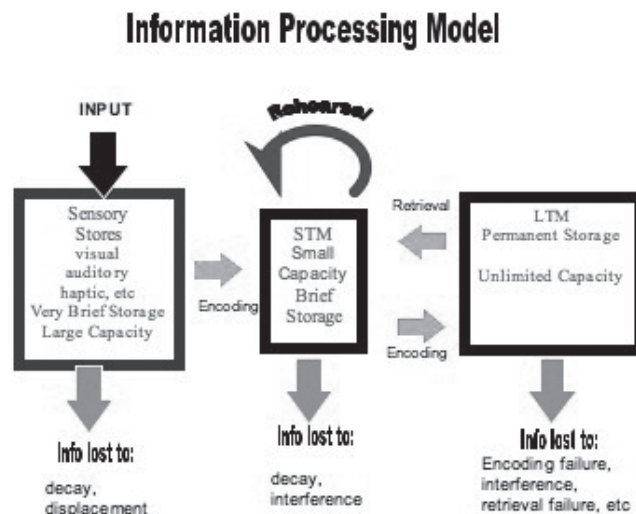 Information Processing Model
INPUT
Rehearsal
Sensory
Stores
visual
auditory
haptic, etc
Very Brief Storage
Large Capacity
Encoding
STM
Small
Capacity
Brief
Storage
Retrieval
Encoding
LTM
Permanent Storage
Unlimited Capacity
Info lost to:
decay,
displacement
Info lost to:
decay,
interference
Info lost to:
Encoding failure,
interference,
retrieval failure, etc